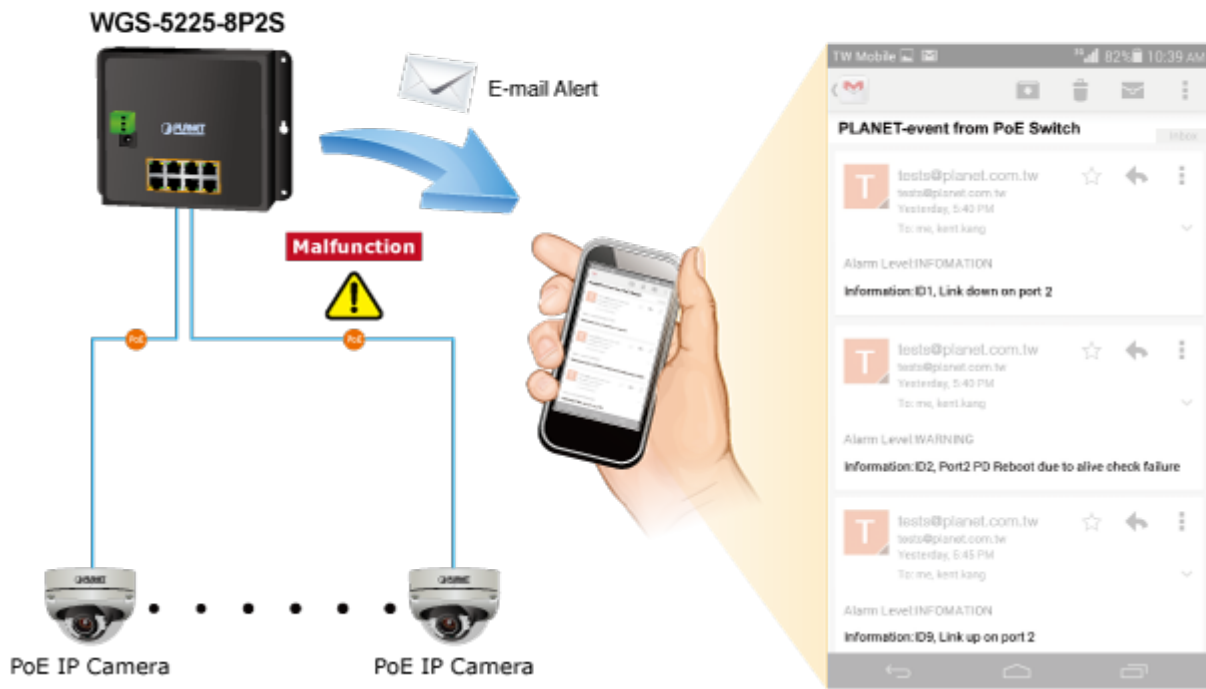 WGS-5225-8P2S
PLANET
E-mail Alert
Malfunction
PoE
PoE
PLANET
PLANET
PoE IP Camera
PoE IP Camera
TW Mobile
3G
82%
10:39 AM
PLANET-event from PoE Switch
Inbox
T
tests@planet.com.tw
tests@planet.com.tw
Yesterday, 5:40 PM
To: me, kent.kang
Alarm Level:INFOMATION
Information:ID1, Link down on port 2
T
tests@planet.com.tw
tests@planet.com.tw
Yesterday, 5:40 PM
To: me, kent.kang
Alarm Level:WARNING
Information:ID2, Port2 PD Reboot due to alive check failure
T
tests@planet.com.tw
tests@planet.com.tw
Yesterday, 5:45 PM
To: me, kent.kang
Alarm Level:INFOMATION
Information:ID9, Link up on port 2